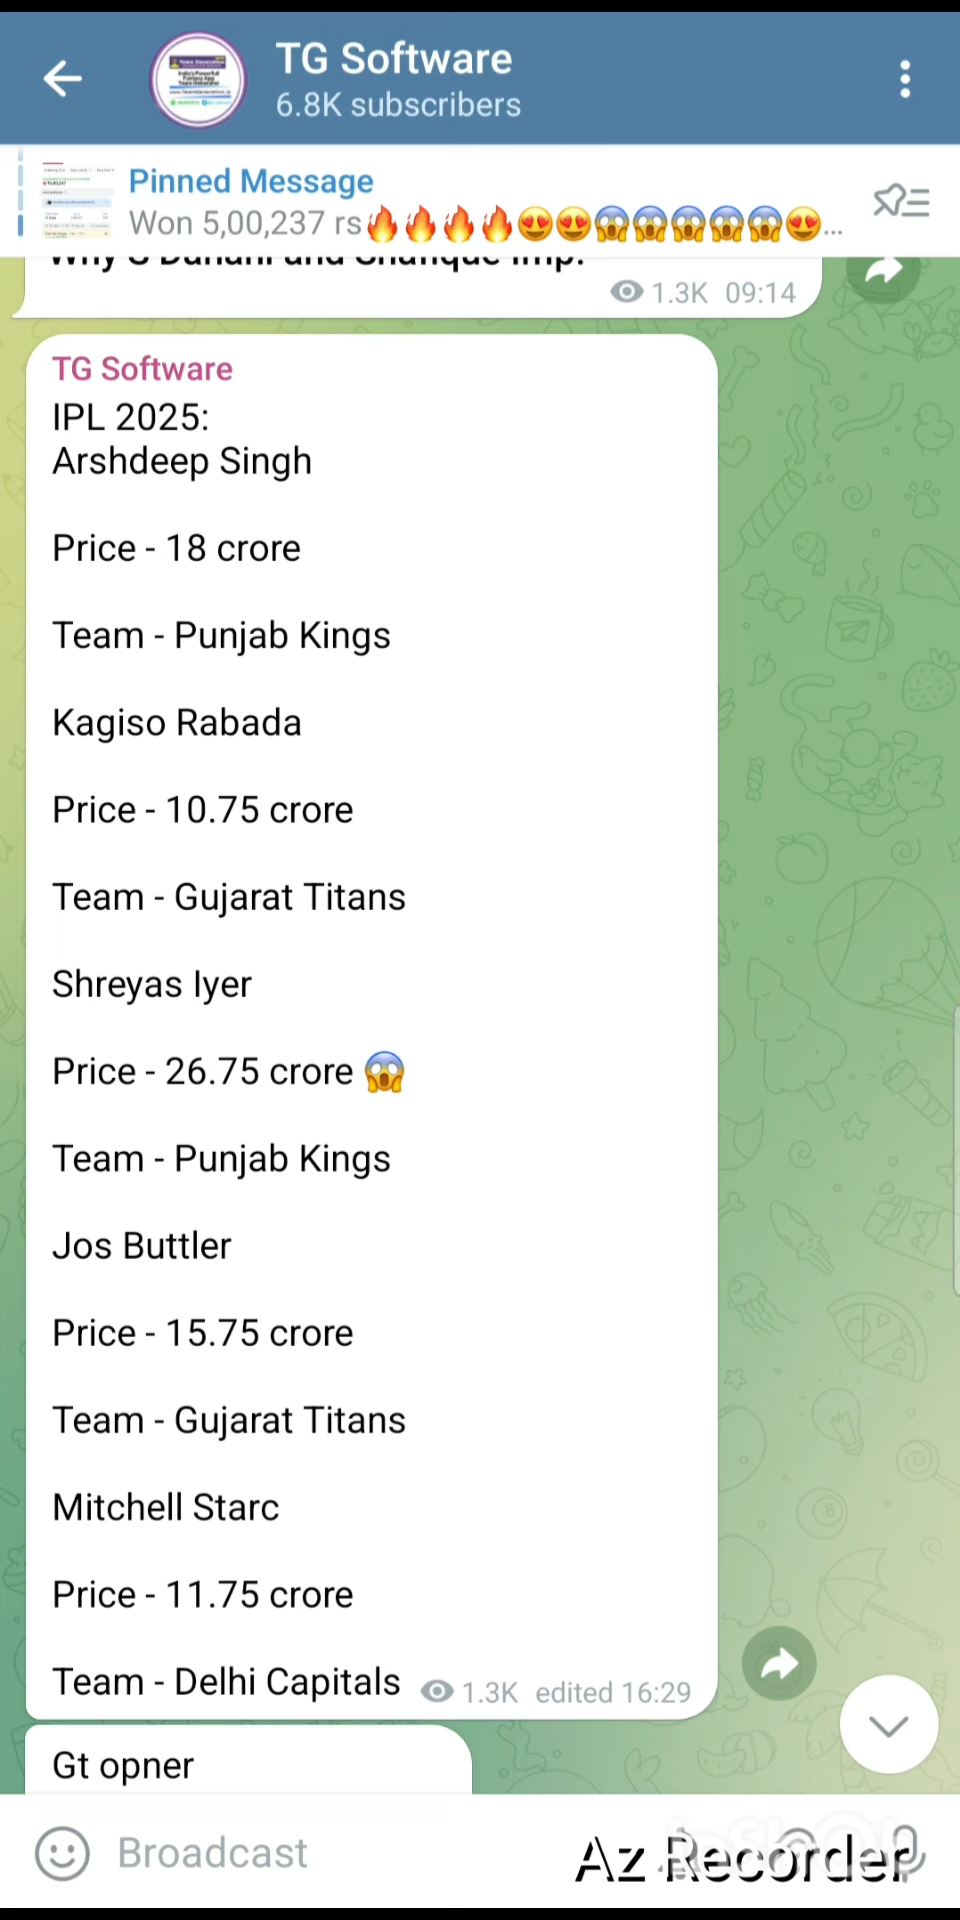 TG Software
6.8K subscribers
Pinned Message
Won 5,00,237 rs🔥🔥🔥🔥😍😍😱😱😱😱😱😍...
1.3K 09:14
TG Software
IPL 2025:
Arshdeep Singh
Price - 18 crore
Team - Punjab Kings
Kagiso Rabada
Price - 10.75 crore
Team - Gujarat Titans
Shreyas Iyer
Price - 26.75 crore 😱
Team - Punjab Kings
Jos Buttler
Price - 15.75 crore
Team - Gujarat Titans
Mitchell Starc
Price - 11.75 crore
Team - Delhi Capitals 1.3K edited 16:29
Gt opner
Broadcast
Az Recorder